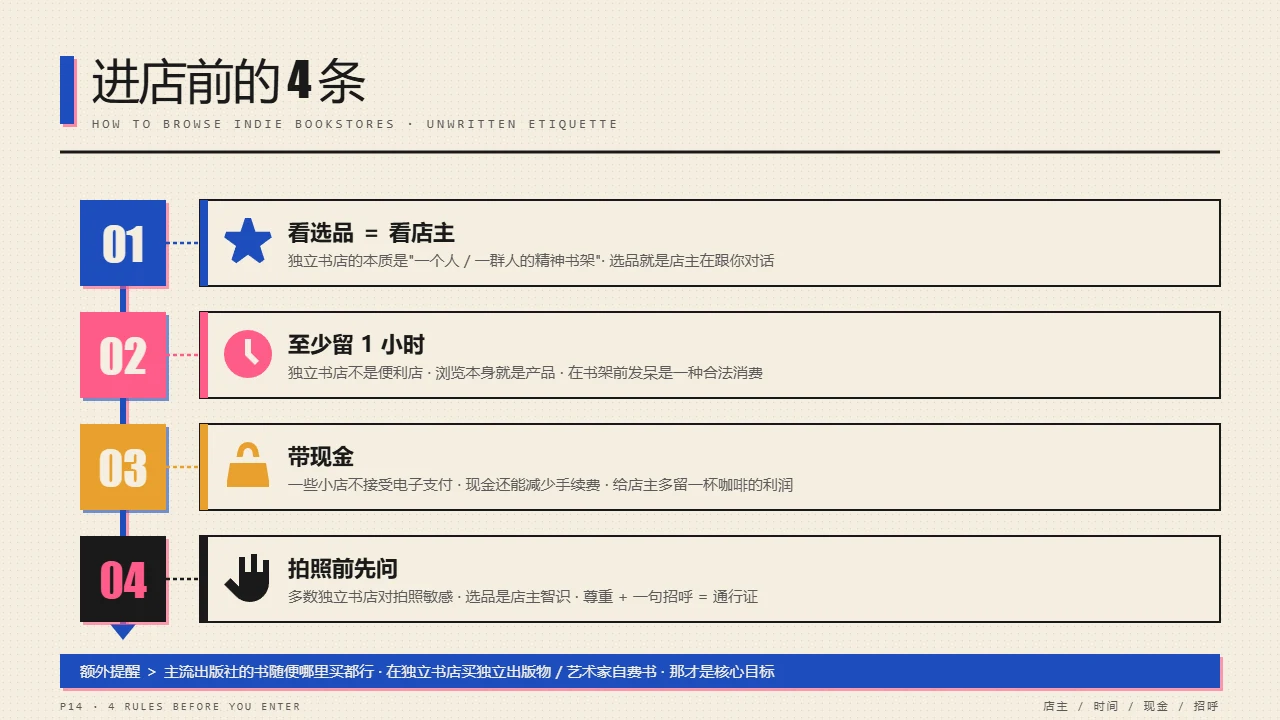 进店前的 4 条
HOW TO BROWSE INDIE BOOKSTORES · UNWRITTEN ETIQUETTE
01
看选品 = 看店主
独立书店的本质是"一个人 / 一群人的精神书架"· 选品就是店主在跟你对话
02
至少留 1 小时
独立书店不是便利店 · 浏览本身就是产品 · 在书架前发呆是一种合法消费
03
带现金
一些小店不接受电子支付 · 现金还能减少手续费 · 给店主多留一杯咖啡的利润
04
拍照前先问
多数独立书店对拍照敏感 · 选品是店主智识 · 尊重 + 一句招呼 = 通行证
额外提醒 > 主流出版社的书随便哪里买都行 · 在独立书店买独立出版物 / 艺术家自费书 · 那才是核心目标
P14 · 4 RULES BEFORE YOU ENTER
店主 / 时间 / 现金 / 招呼